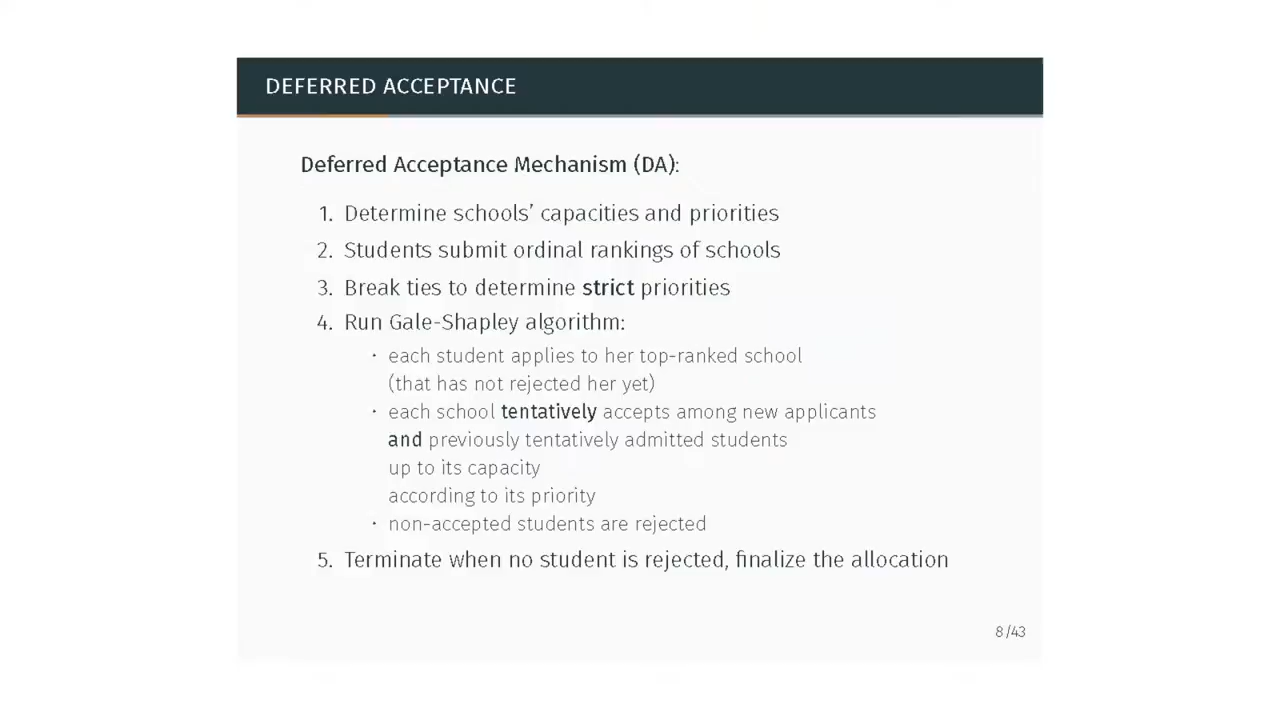 DEFERRED ACCEPTANCE
Deferred Acceptance Mechanism (DA):
1. Determine schools' capacities and priorities
2. Students submit ordinal rankings of schools
3. Break ties to determine strict priorities
4. Run Gale-Shapley algorithm:
· each student applies to her top-ranked school
(that has not rejected her yet)
· each school tentatively accepts among new applicants
and previously tentatively admitted students
up to its capacity
according to its priority
· non-accepted students are rejected
5. Terminate when no student is rejected, finalize the allocation
8/43